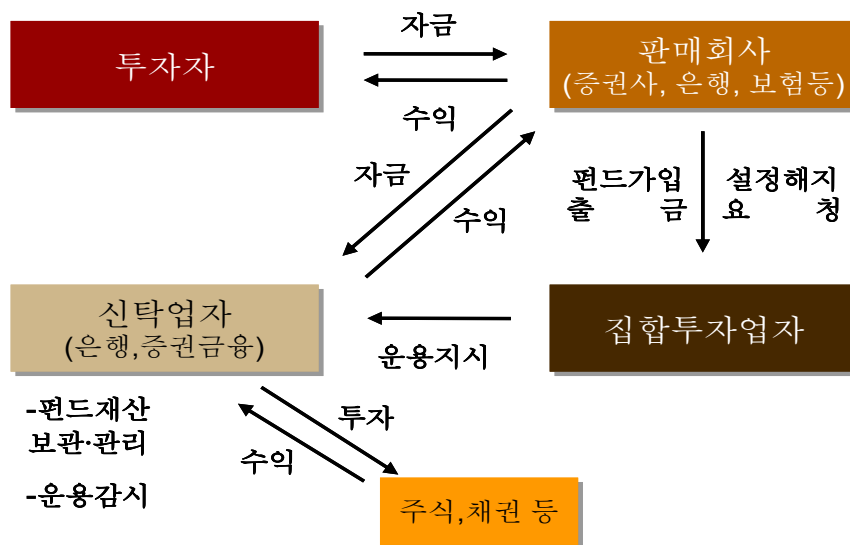 투자자
자금
수익
판매회사
(증권사, 은행, 보험등)
자금
수익
펀드가입
출 금
설정해지
요 청
신탁업자
(은행,증권금융)
운용지시
집합투자업자
-펀드재산
보관·관리
-운용감시
투자
수익
주식,채권 등